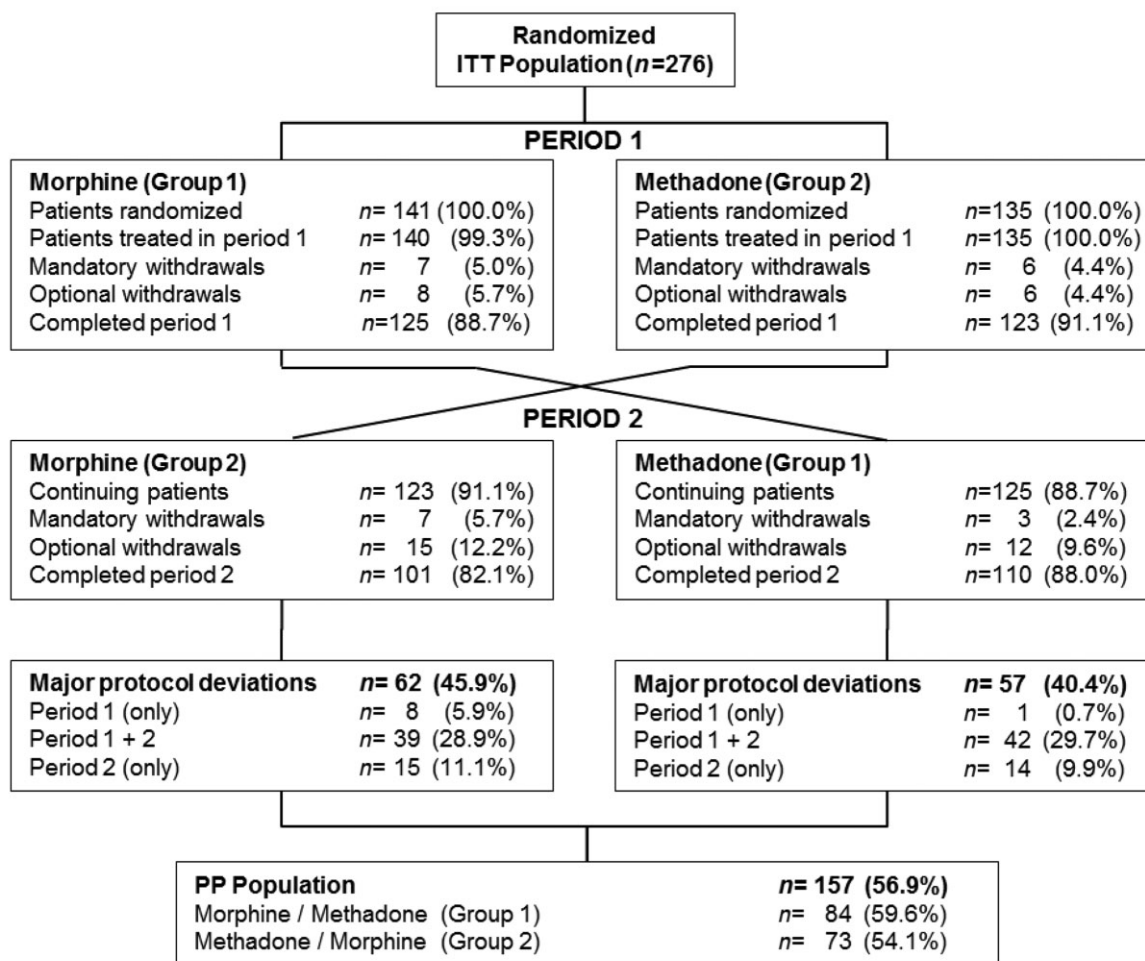 Randomized
ITT Population (n=276)
PERIOD 1
Morphine (Group 1)
Patients randomized n= 141 (100.0%)
Patients treated in period 1 n= 140 (99.3%)
Mandatory withdrawals n= 7 (5.0%)
Optional withdrawals n= 8 (5.7%)
Completed period 1 n=125 (88.7%)
Methadone (Group 2)
Patients randomized n=135 (100.0%)
Patients treated in period 1 n=135 (100.0%)
Mandatory withdrawals n= 6 (4.4%)
Optional withdrawals n= 6 (4.4%)
Completed period 1 n= 123 (91.1%)
PERIOD 2
Morphine (Group 2)
Continuing patients n= 123 (91.1%)
Mandatory withdrawals n= 7 (5.7%)
Optional withdrawals n= 15 (12.2%)
Completed period 2 n= 101 (82.1%)
Methadone (Group 1)
Continuing patients n=125 (88.7%)
Mandatory withdrawals n= 3 (2.4%)
Optional withdrawals n= 12 (9.6%)
Completed period 2 n=110 (88.0%)
Major protocol deviations n= 62 (45.9%)
Period 1 (only) n= 8 (5.9%)
Period 1 + 2 n= 39 (28.9%)
Period 2 (only) n= 15 (11.1%)
Major protocol deviations n= 57 (40.4%)
Period 1 (only) n= 1 (0.7%)
Period 1 + 2 n= 42 (29.7%)
Period 2 (only) n= 14 (9.9%)
PP Population n= 157 (56.9%)
Morphine / Methadone (Group 1) n= 84 (59.6%)
Methadone / Morphine (Group 2) n= 73 (54.1%)